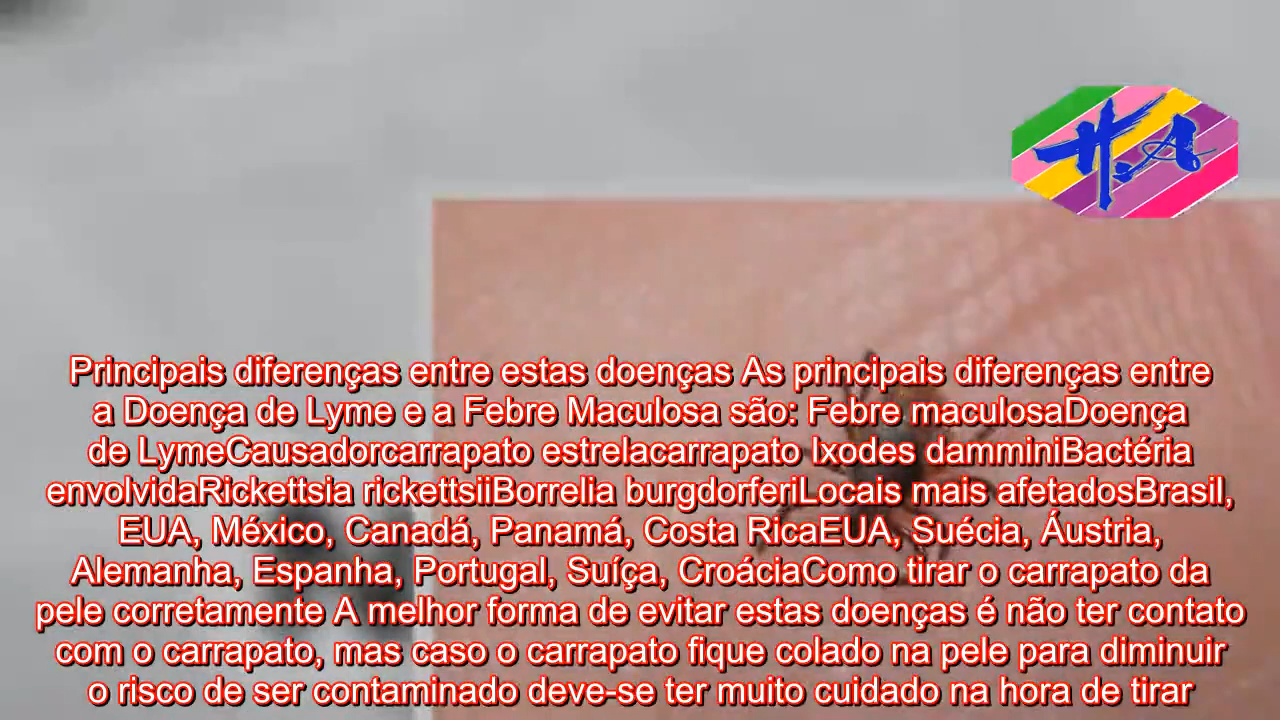 H.A
Principais diferenças entre estas doenças As principais diferenças entre
a Doença de Lyme e a Febre Maculosa são: Febre maculosaDoença
de LymeCausadorcarrapato estrelacarrapato Ixodes damminiBactéria
envolvidaRickettsia rickettsiiBorrelia burgdorferiLocais mais afetadosBrasil,
EUA, México, Canadá, Panamá, Costa RicaEUA, Suécia, Áustria,
Alemanha, Espanha, Portugal, Suíça, CroáciaComo tirar o carrapato da
pele corretamente A melhor forma de evitar estas doenças é não ter contato
com o carrapato, mas caso o carrapato fique colado na pele para diminuir
o risco de ser contaminado deve-se ter muito cuidado na hora de tirar